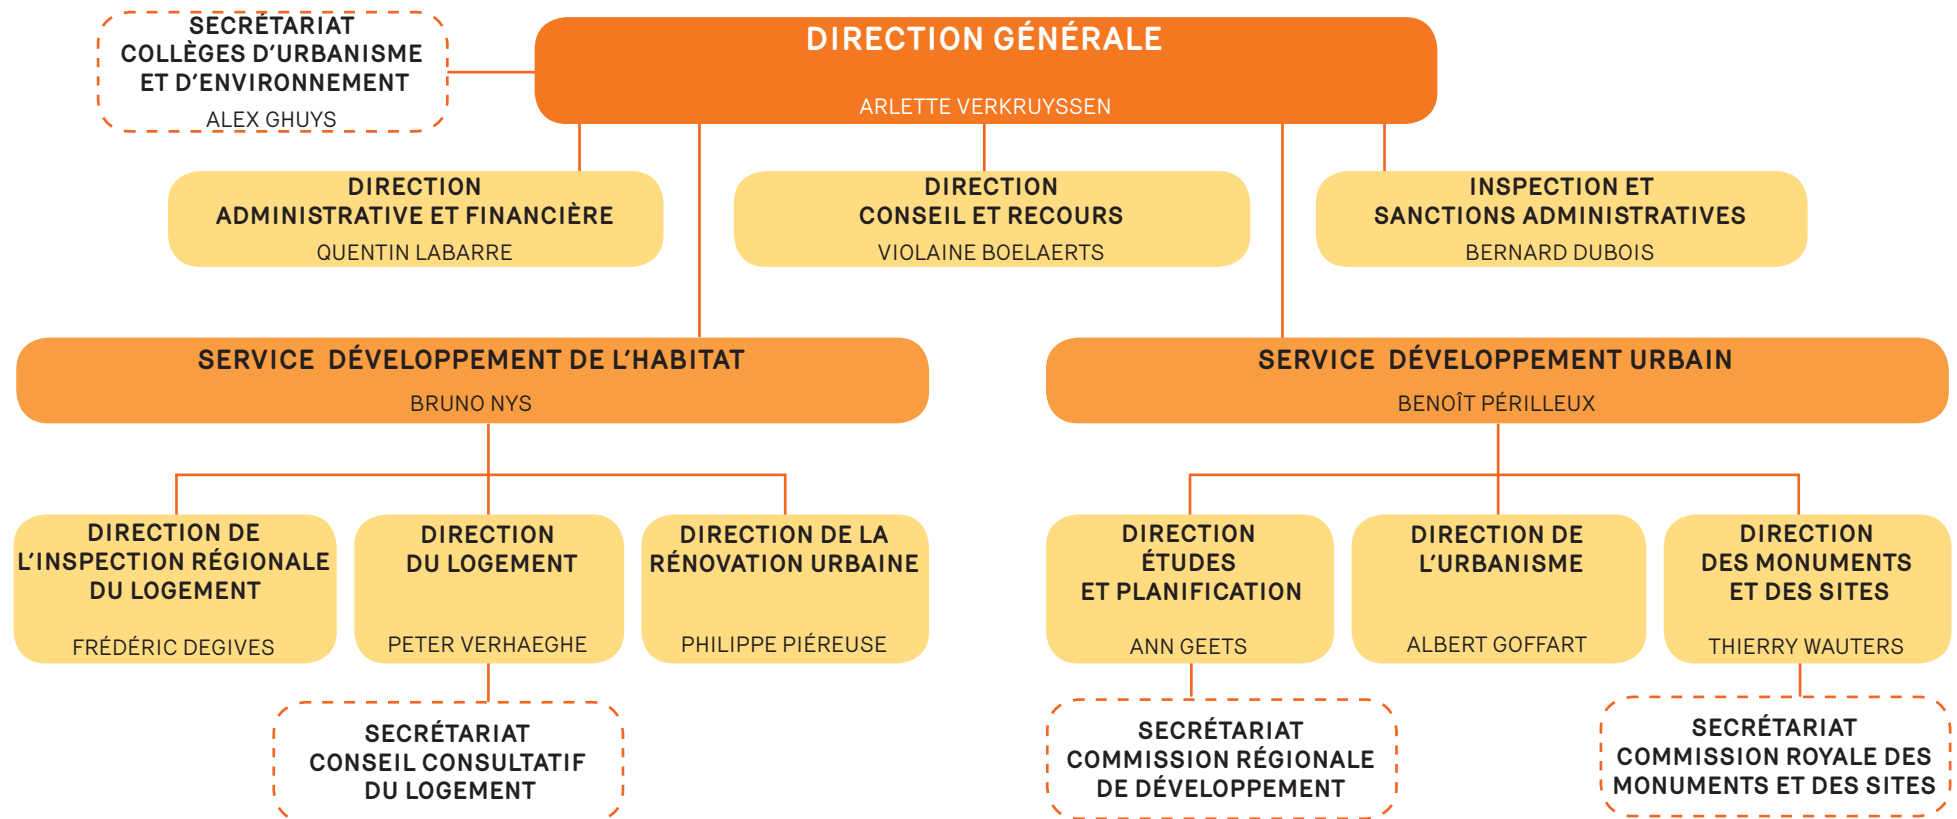 SECRÉTARIAT
COLLÈGES D'URBANISME
ET D'ENVIRONNEMENT
ALEX GHUYS
DIRECTION GÉNÉRALE
ARLETTE VERKRUYSSEN
DIRECTION
ADMINISTRATIVE ET FINANCIÈRE
QUENTIN LABARRE
DIRECTION
CONSEIL ET RECOURS
VIOLAINE BOELAERTS
INSPECTION ET
SANCTIONS ADMINISTRATIVES
BERNARD DUBOIS
SERVICE DÉVELOPPEMENT DE L'HABITAT
BRUNO NYS
SERVICE DÉVELOPPEMENT URBAIN
BENOÎT PÉRILLEUX
DIRECTION DE
L'INSPECTION RÉGIONALE
DU LOGEMENT
FRÉDÉRIC DEGIVES
DIRECTION
DU LOGEMENT
PETER VERHAEGHE
DIRECTION DE LA
RÉNOVATION URBAINE
PHILIPPE PIÉREUSE
DIRECTION
ÉTUDES
ET PLANIFICATION
ANN GEETS
DIRECTION DE
L'URBANISME
ALBERT GOFFART
DIRECTION
DES MONUMENTS
ET DES SITES
THIERRY WAUTERS
SECRÉTARIAT
CONSEIL CONSULTATIF
DU LOGEMENT
SECRÉTARIAT
COMMISSION RÉGIONALE
DE DÉVELOPPEMENT
SECRÉTARIAT
COMMISSION ROYALE DES
MONUMENTS ET DES SITES